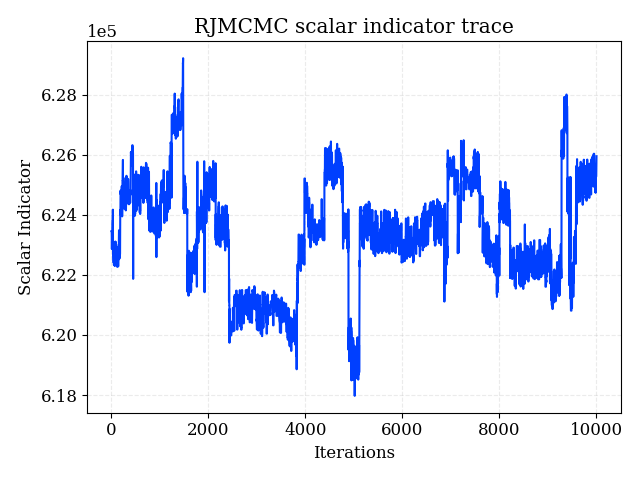 RJMCMC scalar indicator trace
1e5
6.28
6.26
6.24
6.22
6.20
6.18
Scalar Indicator
0 2000 4000 6000 8000 10000
Iterations